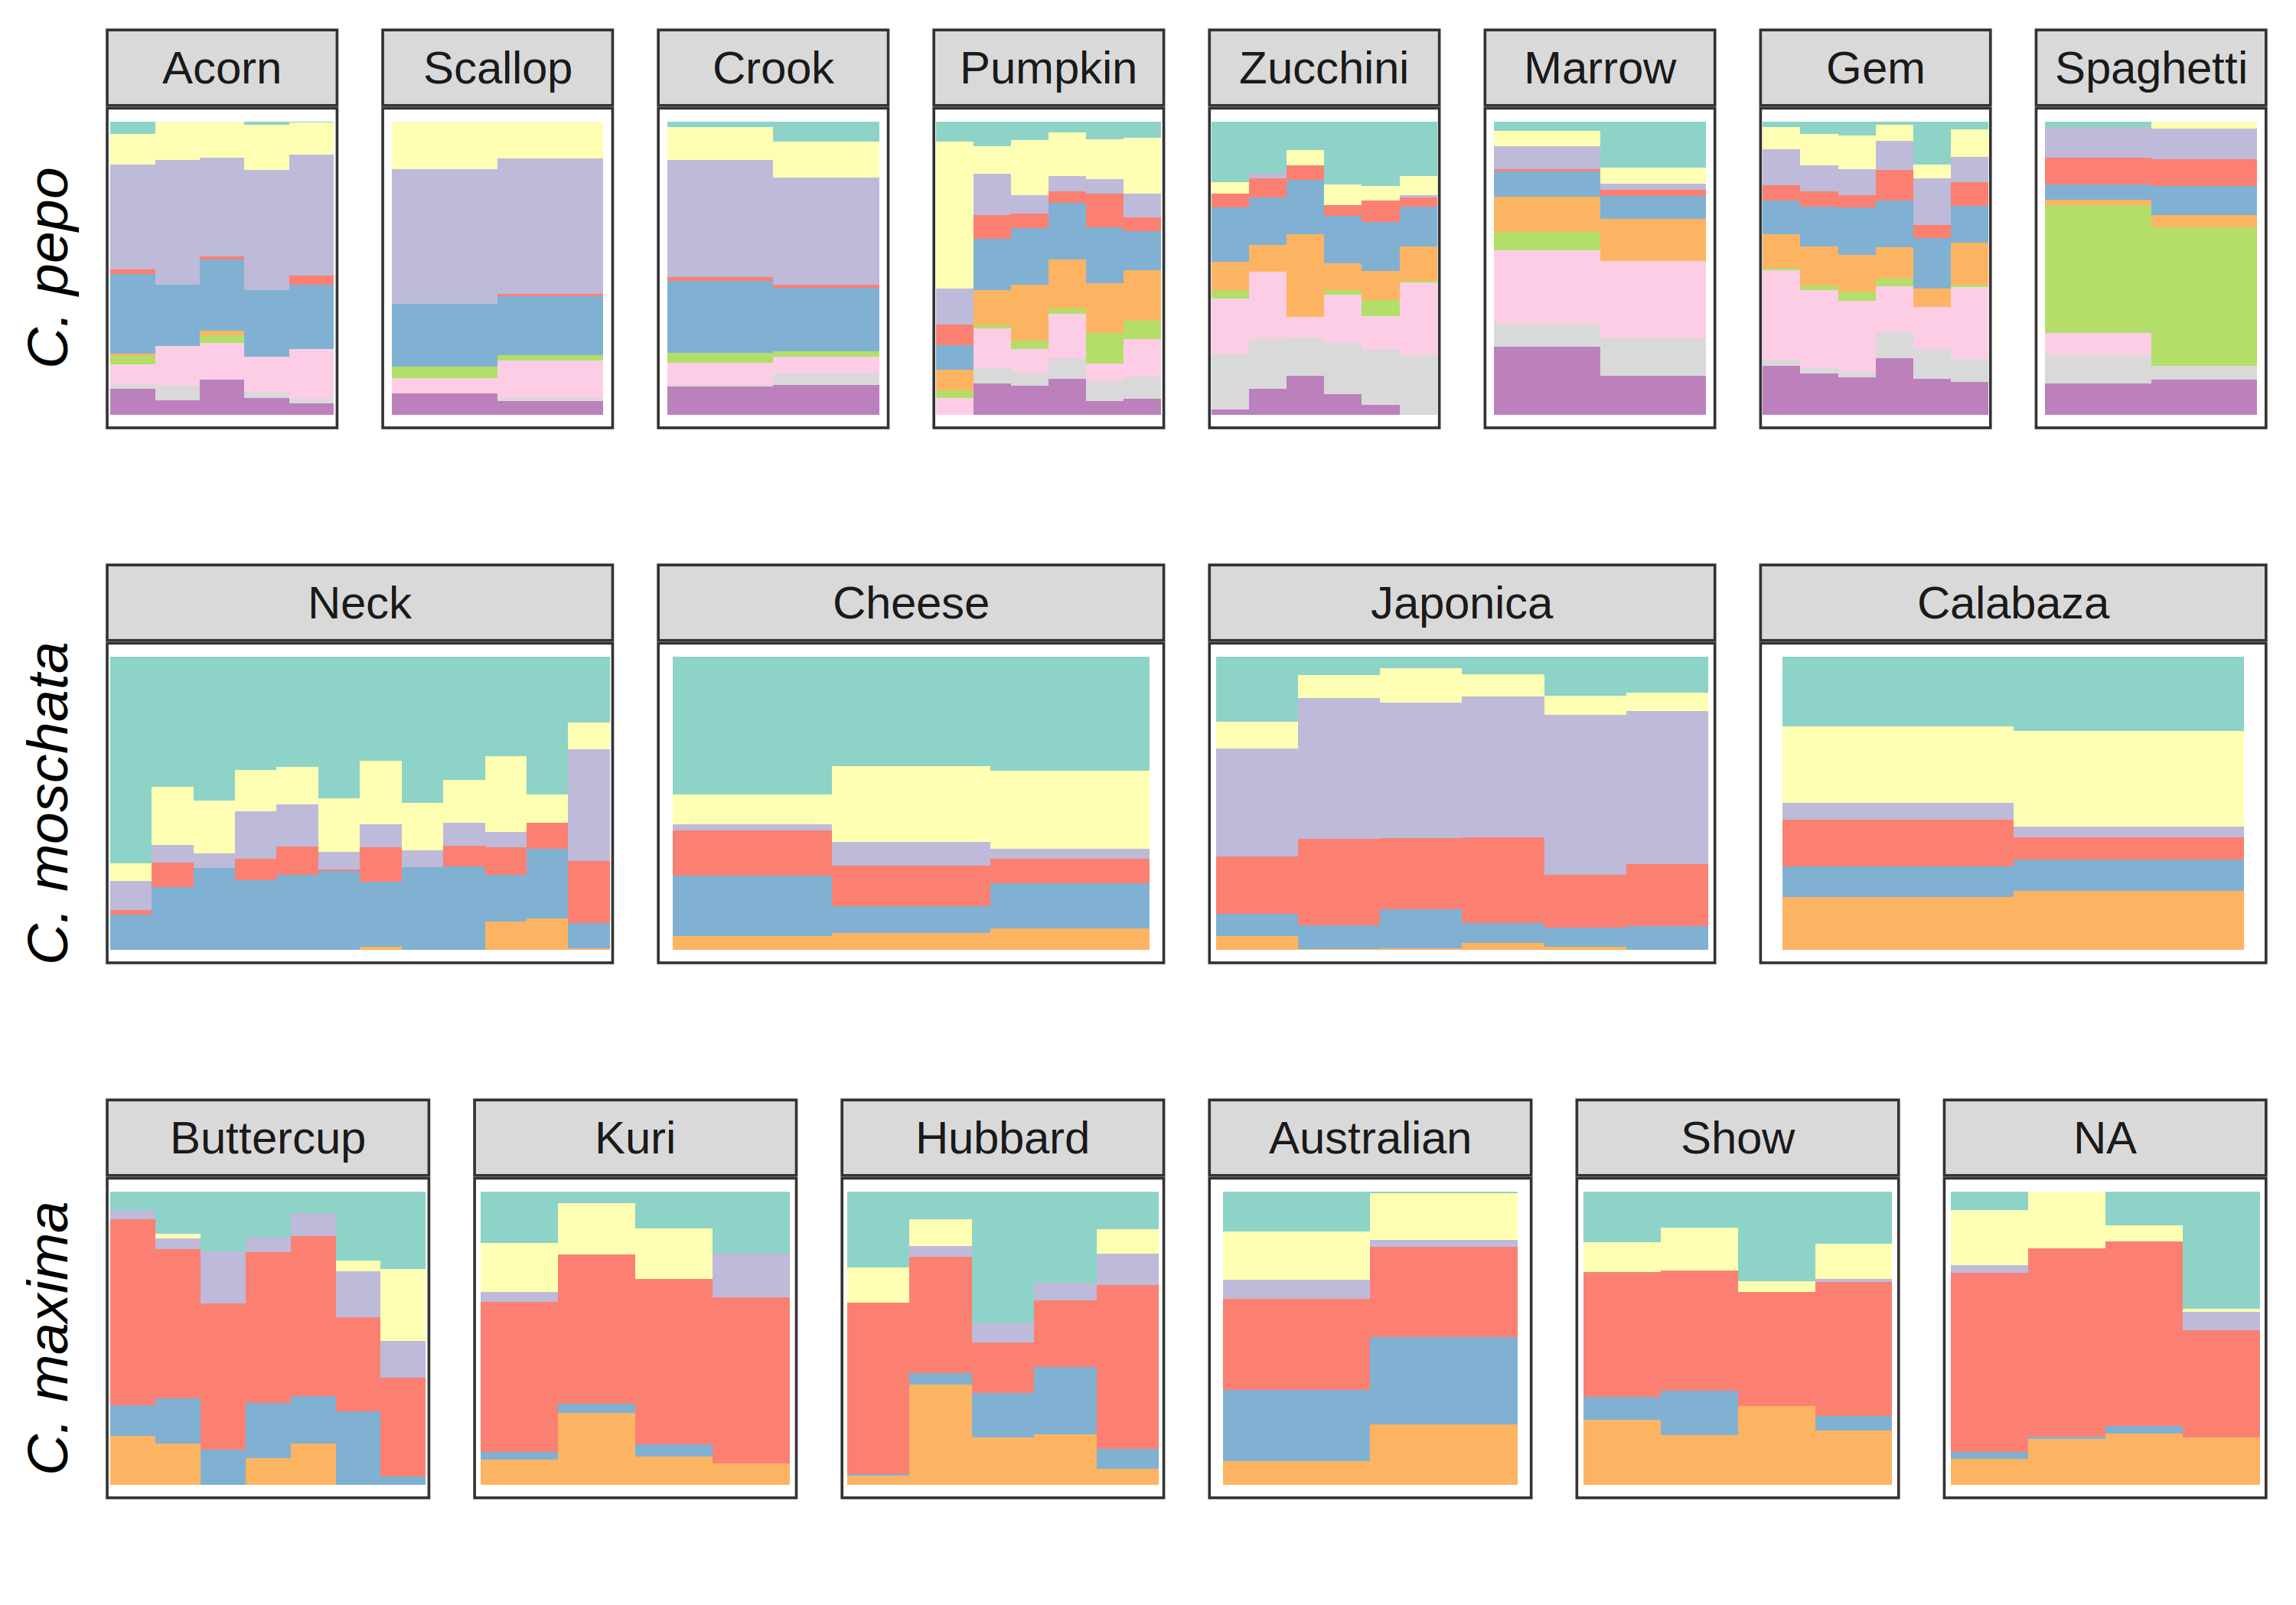 Acorn Scallop Crook Pumpkin Zucchini Marrow Gem Spaghetti
C. pepo
Neck Cheese Japonica Calabaza
C. moschata
Buttercup Kuri Hubbard Australian Show NA
C. maxima